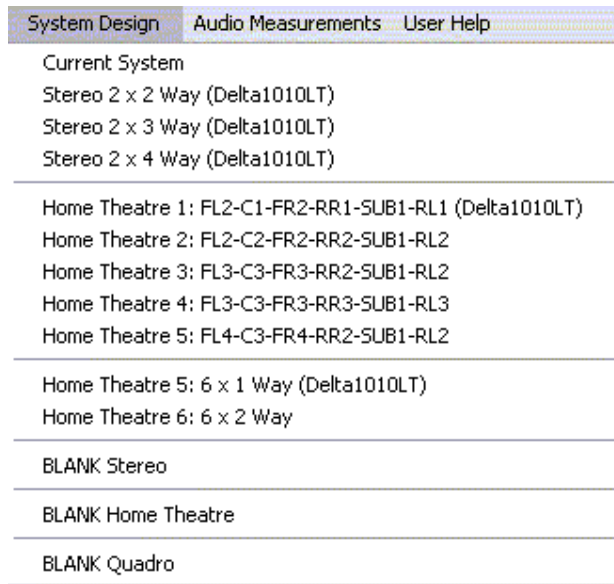 System Design Audio Measurements User Help
Current System
Stereo 2 x 2 Way (Delta1010LT)
Stereo 2 x 3 Way (Delta1010LT)
Stereo 2 x 4 Way (Delta1010LT)
Home Theatre 1: FL2-C1-FR2-RR1-SUB1-RL1 (Delta1010LT)
Home Theatre 2: FL2-C2-FR2-RR2-SUB1-RL2
Home Theatre 3: FL3-C3-FR3-RR2-SUB1-RL2
Home Theatre 4: FL3-C3-FR3-RR3-SUB1-RL3
Home Theatre 5: FL4-C3-FR4-RR2-SUB1-RL2
Home Theatre 5: 6 x 1 Way (Delta1010LT)
Home Theatre 6: 6 x 2 Way
BLANK Stereo
BLANK Home Theatre
BLANK Quadro